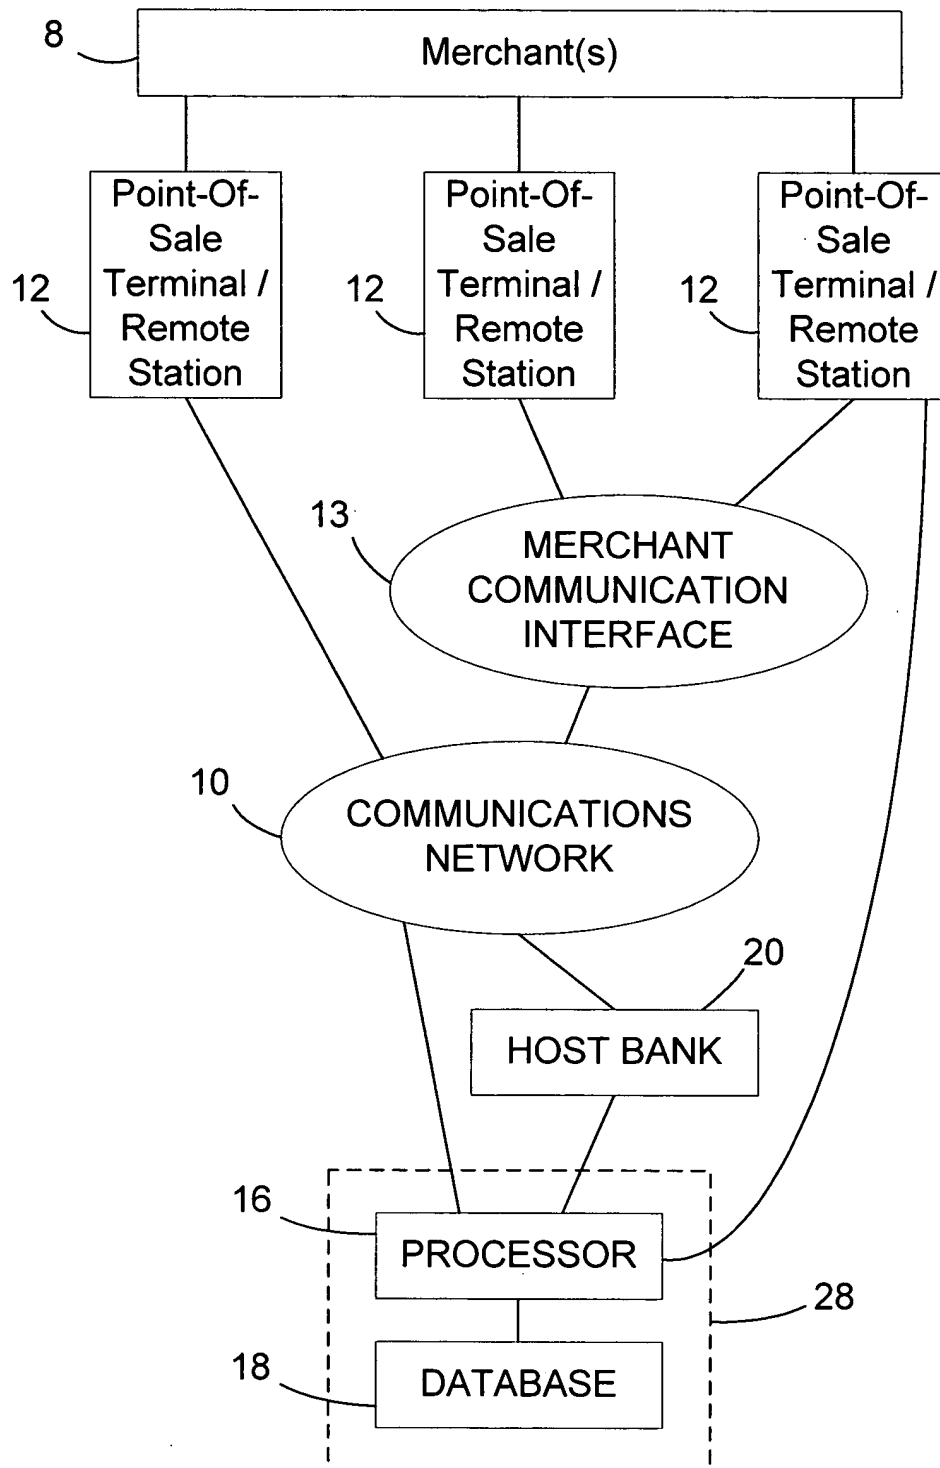 8
Merchant(s)
Point-Of-
Sale
Terminal /
Remote
Station
12
Point-Of-
Sale
Terminal /
Remote
Station
12
Point-Of-
Sale
Terminal /
Remote
Station
12
13
MERCHANT
COMMUNICATION
INTERFACE
10
COMMUNICATIONS
NETWORK
20
HOST BANK
16
PROCESSOR
28
18
DATABASE